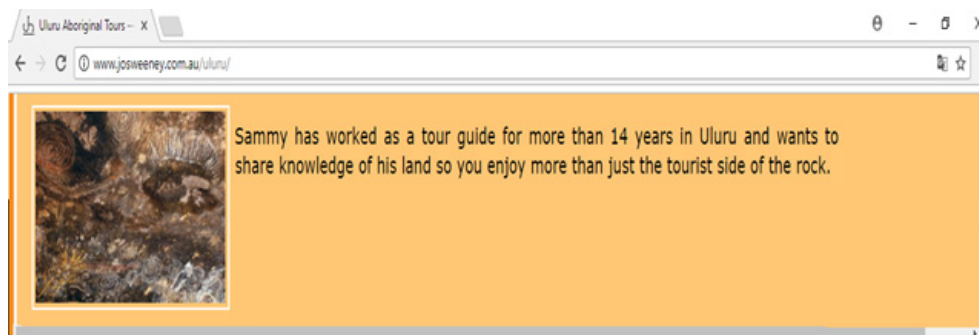 Uluru Aboriginal Tours –
www.josweeney.com.au/uluru/
Sammy has worked as a tour guide for more than 14 years in Uluru and wants to
share knowledge of his land so you enjoy more than just the tourist side of the rock.